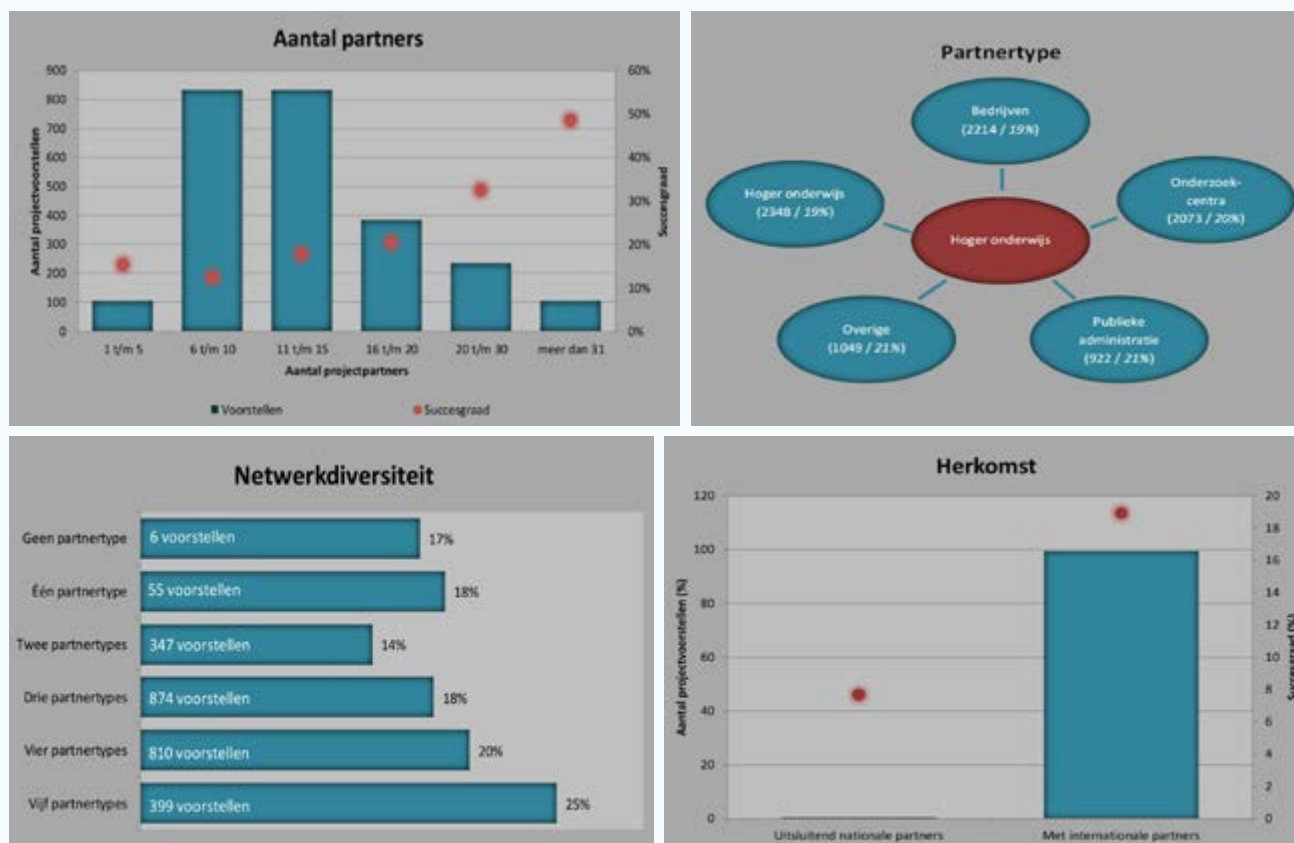 Aantal partners
900
800
700
600
500
400
300
200
100
0
Aantal projectvoorstellen
60%
50%
40%
30%
20%
10%
0%
Succesgraad
1 t/m 5
6 t/m 10
11 t/m 15
16 t/m 20
20 t/m 30
meer dan 31
Aantal projectpartners
Voorstellen
Succesgraad
Partnertype
Bedrijven
(2214 / 19%)
Hoger onderwijs
(2348 / 19%)
Onderzoek-
centra
(2073 / 20%)
Hoger onderwijs
Overige
(1049 / 21%)
Publieke
administratie
(922 / 21%)
Netwerkdiversiteit
Geen partnertype
6 voorstellen
17%
Één partnertype
55 voorstellen
18%
Twee partnertypes
347 voorstellen
14%
Drie partnertypes
874 voorstellen
18%
Vier partnertypes
810 voorstellen
20%
Vijf partnertypes
399 voorstellen
25%
Herkomst
120
100
80
60
40
20
0
Aantal projectvoorstellen (%)
20
18
16
14
12
10
8
6
4
2
0
Succesgraad (%)
Uitsluitend nationale partners
Met internationale partners